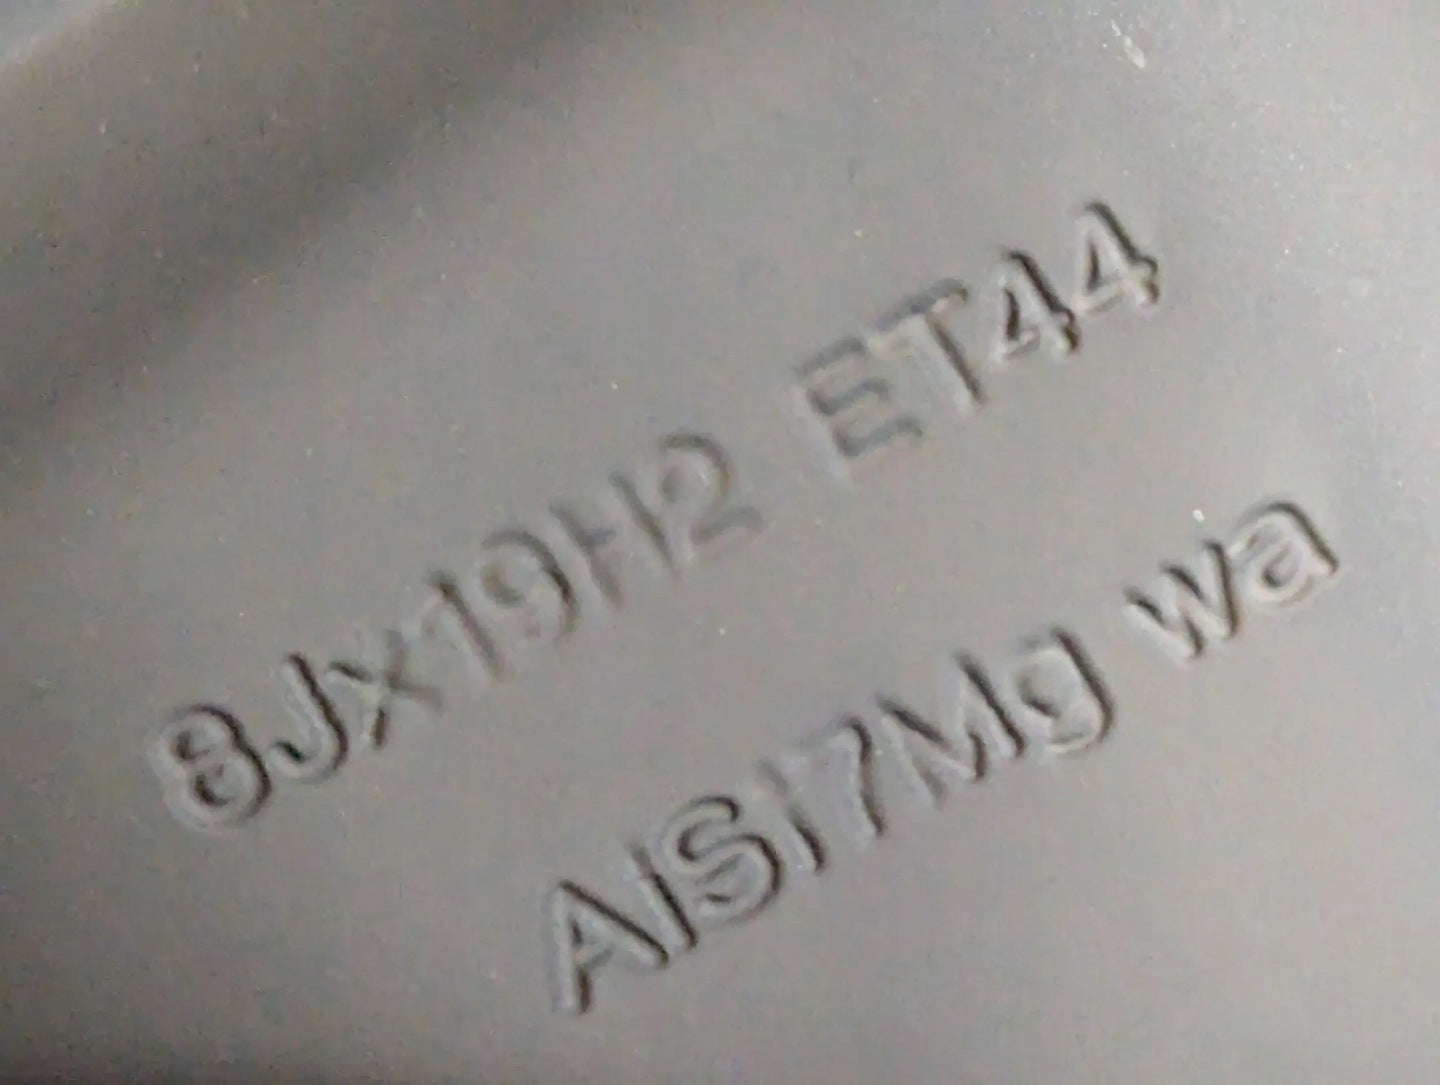 8Jx19H2 ET44
AlSi7Mg wa